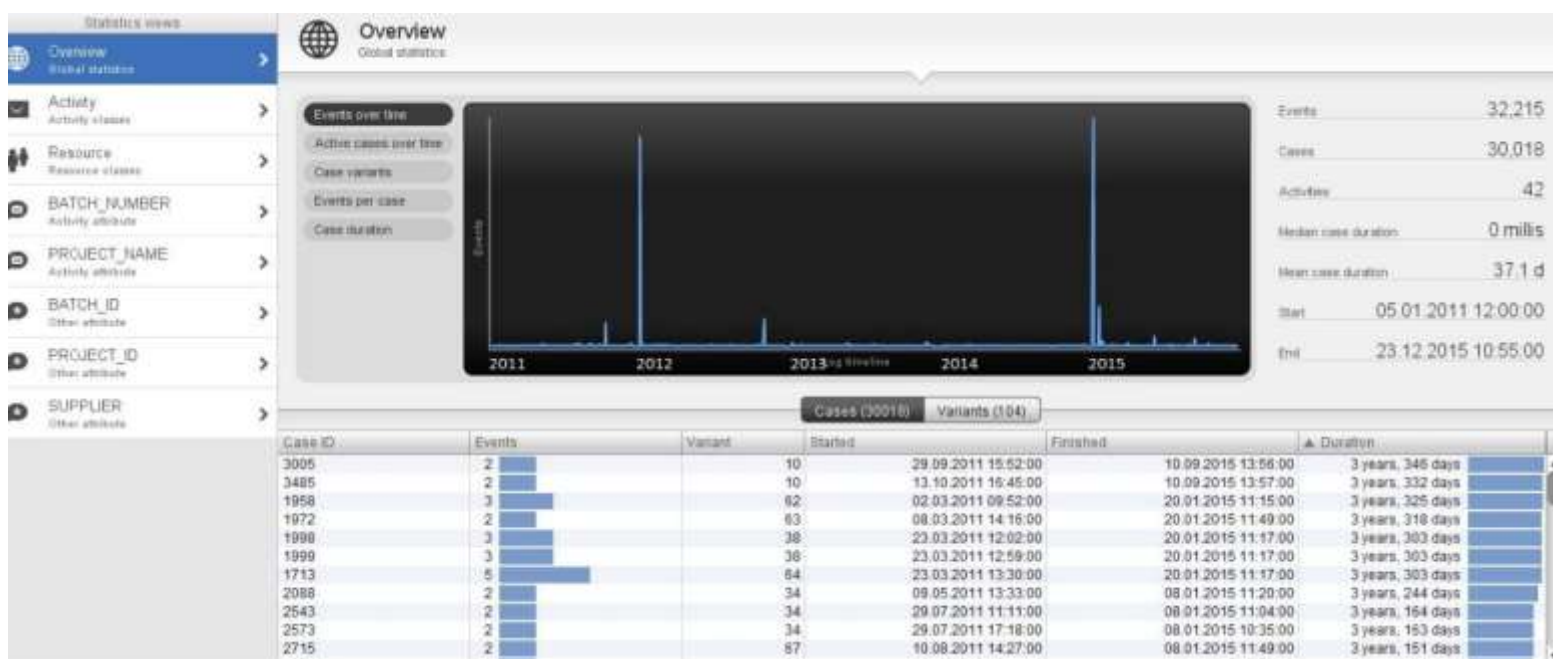 Statistics views
Overview
Global statistics
Activity
Activity classes
Resource
Resource classes
BATCH_NUMBER
Activity attribute
PROJECT_NAME
Activity attribute
BATCH_ID
Other attribute
PROJECT_ID
Other attribute
SUPPLIER
Other attribute
Overview
Global statistics
Events over time
Active cases over time
Case variants
Events per case
Case duration
Events
2011 2012 2013 timeline 2014 2015
Events 32,215
Cases 30,018
Activities 42
Median case duration 0 millis
Mean case duration 37.1 d
Start 05.01.2011 12:00:00
End 23.12.2015 10:55:00
Cases (30018) Variants (104)
Case ID Events Variant Started Finished ▲ Duration
3005 2 10 29.09.2011 15:52:00 10.09.2015 13:56:00 3 years, 346 days
3485 2 10 13.10.2011 16:45:00 10.09.2015 13:57:00 3 years, 332 days
1958 3 62 02.03.2011 09:52:00 20.01.2015 11:15:00 3 years, 325 days
1972 2 63 08.03.2011 14:16:00 20.01.2015 11:49:00 3 years, 318 days
1998 3 38 23.03.2011 12:02:00 20.01.2015 11:17:00 3 years, 303 days
1999 3 38 23.03.2011 12:59:00 20.01.2015 11:17:00 3 years, 303 days
1713 5 64 23.03.2011 13:30:00 20.01.2015 11:17:00 3 years, 303 days
2088 2 34 09.05.2011 13:33:00 08.01.2015 11:20:00 3 years, 244 days
2543 2 34 29.07.2011 11:11:00 08.01.2015 11:04:00 3 years, 164 days
2573 2 34 29.07.2011 17:18:00 08.01.2015 10:35:00 3 years, 163 days
2715 2 67 10.08.2011 14:27:00 08.01.2015 11:49:00 3 years, 151 days